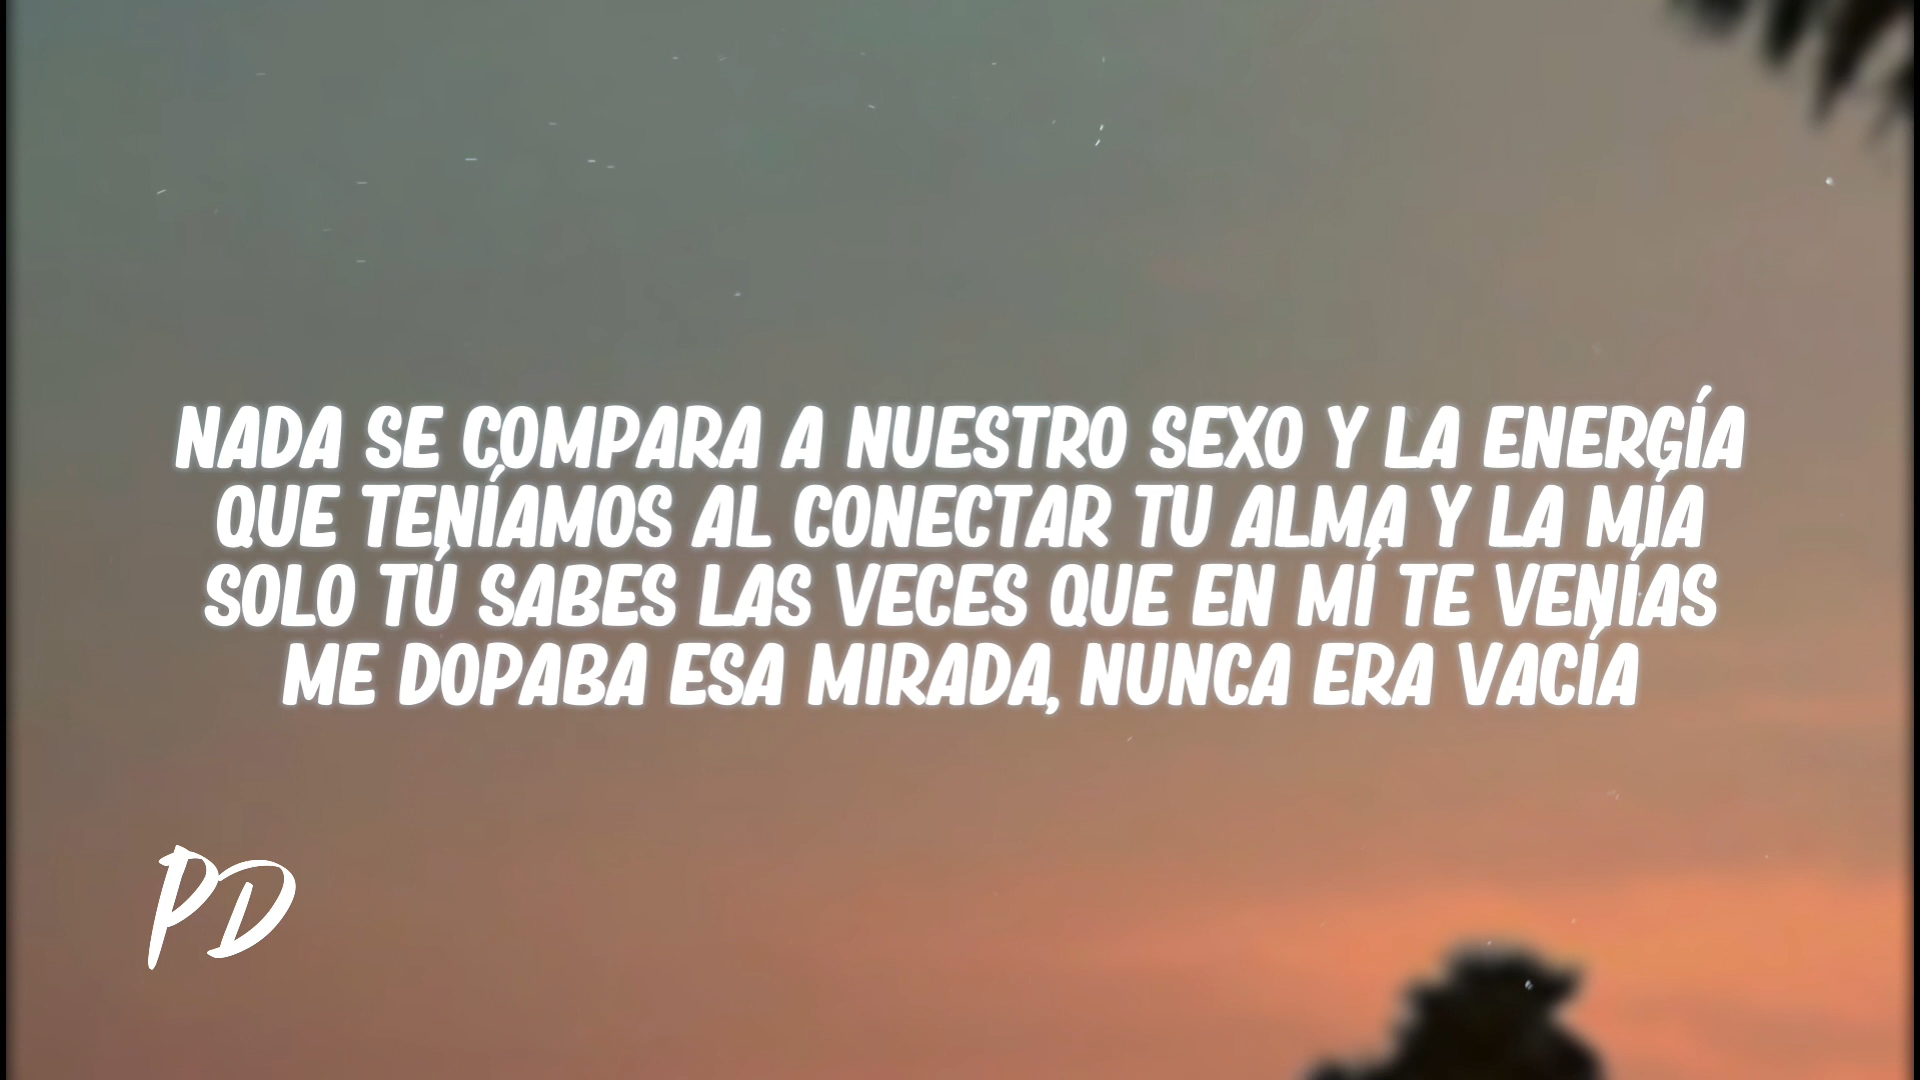 NADA SE COMPARA A NUESTRO SEXO Y LA ENERGÍA
QUE TENÍAMOS AL CONECTAR TU ALMA Y LA MÍA
SOLO TÚ SABES LAS VECES QUE EN MÍ TE VENÍAS
ME DOPABA ESA MIRADA, NUNCA ERA VACÍA
PD